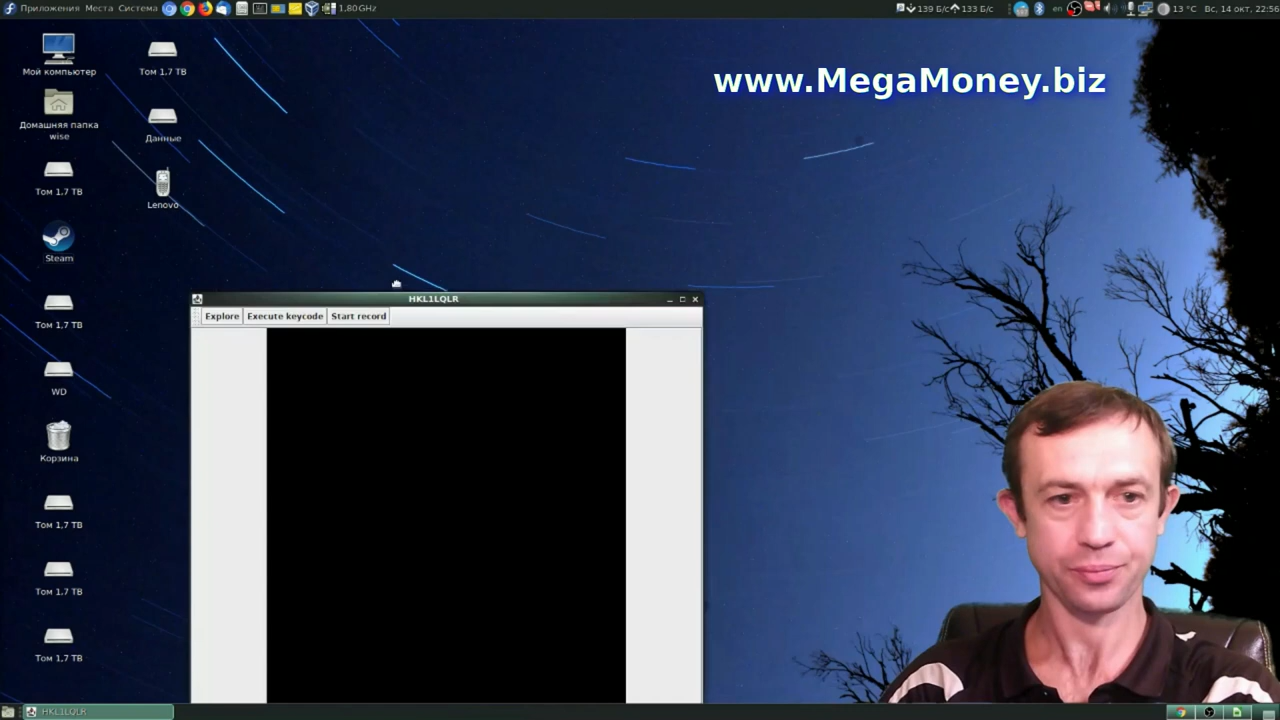 Приложения Места Система 1,80 GHz 139 Б/с 133 Б/с en 13 °C Вс, 14 окт, 22:56
Мой компьютер
Том 1,7 TB
www.MegaMoney.biz
Домашняя папка
wise
Данные
Том 1,7 TB
Lenovo
Steam
HKL1LQLR
Explore Execute keycode Start record
Том 1,7 TB
WD
Корзина
Том 1,7 TB
Том 1,7 TB
Том 1,7 TB
HKL1LQLR